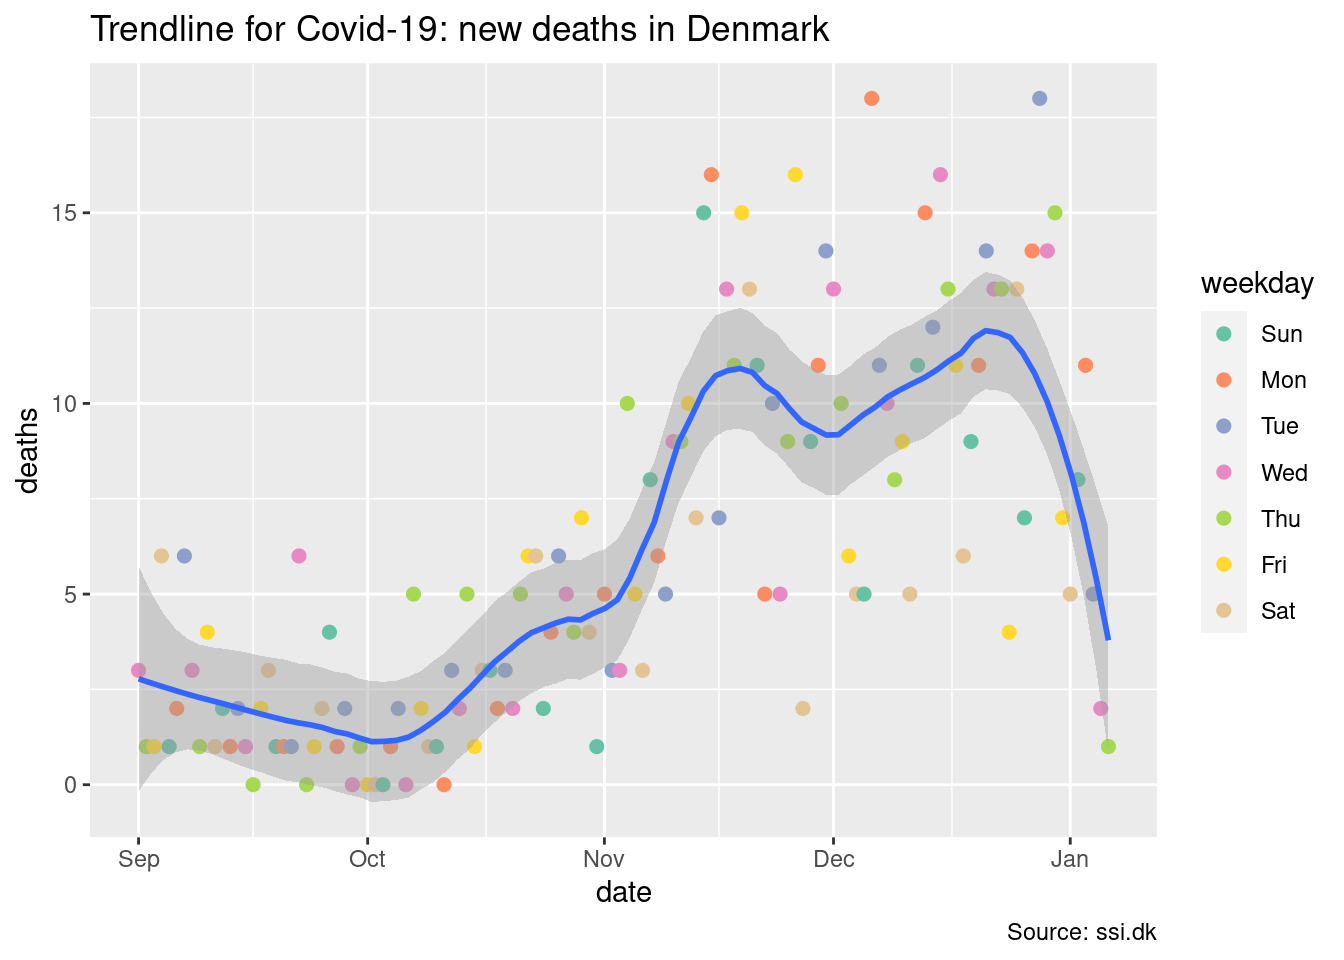 Trendline for Covid-19: new deaths in Denmark
deaths
15
10
5
0
Sep Oct Nov Dec Jan
date
weekday
Sun
Mon
Tue
Wed
Thu
Fri
Sat
Source: ssi.dk